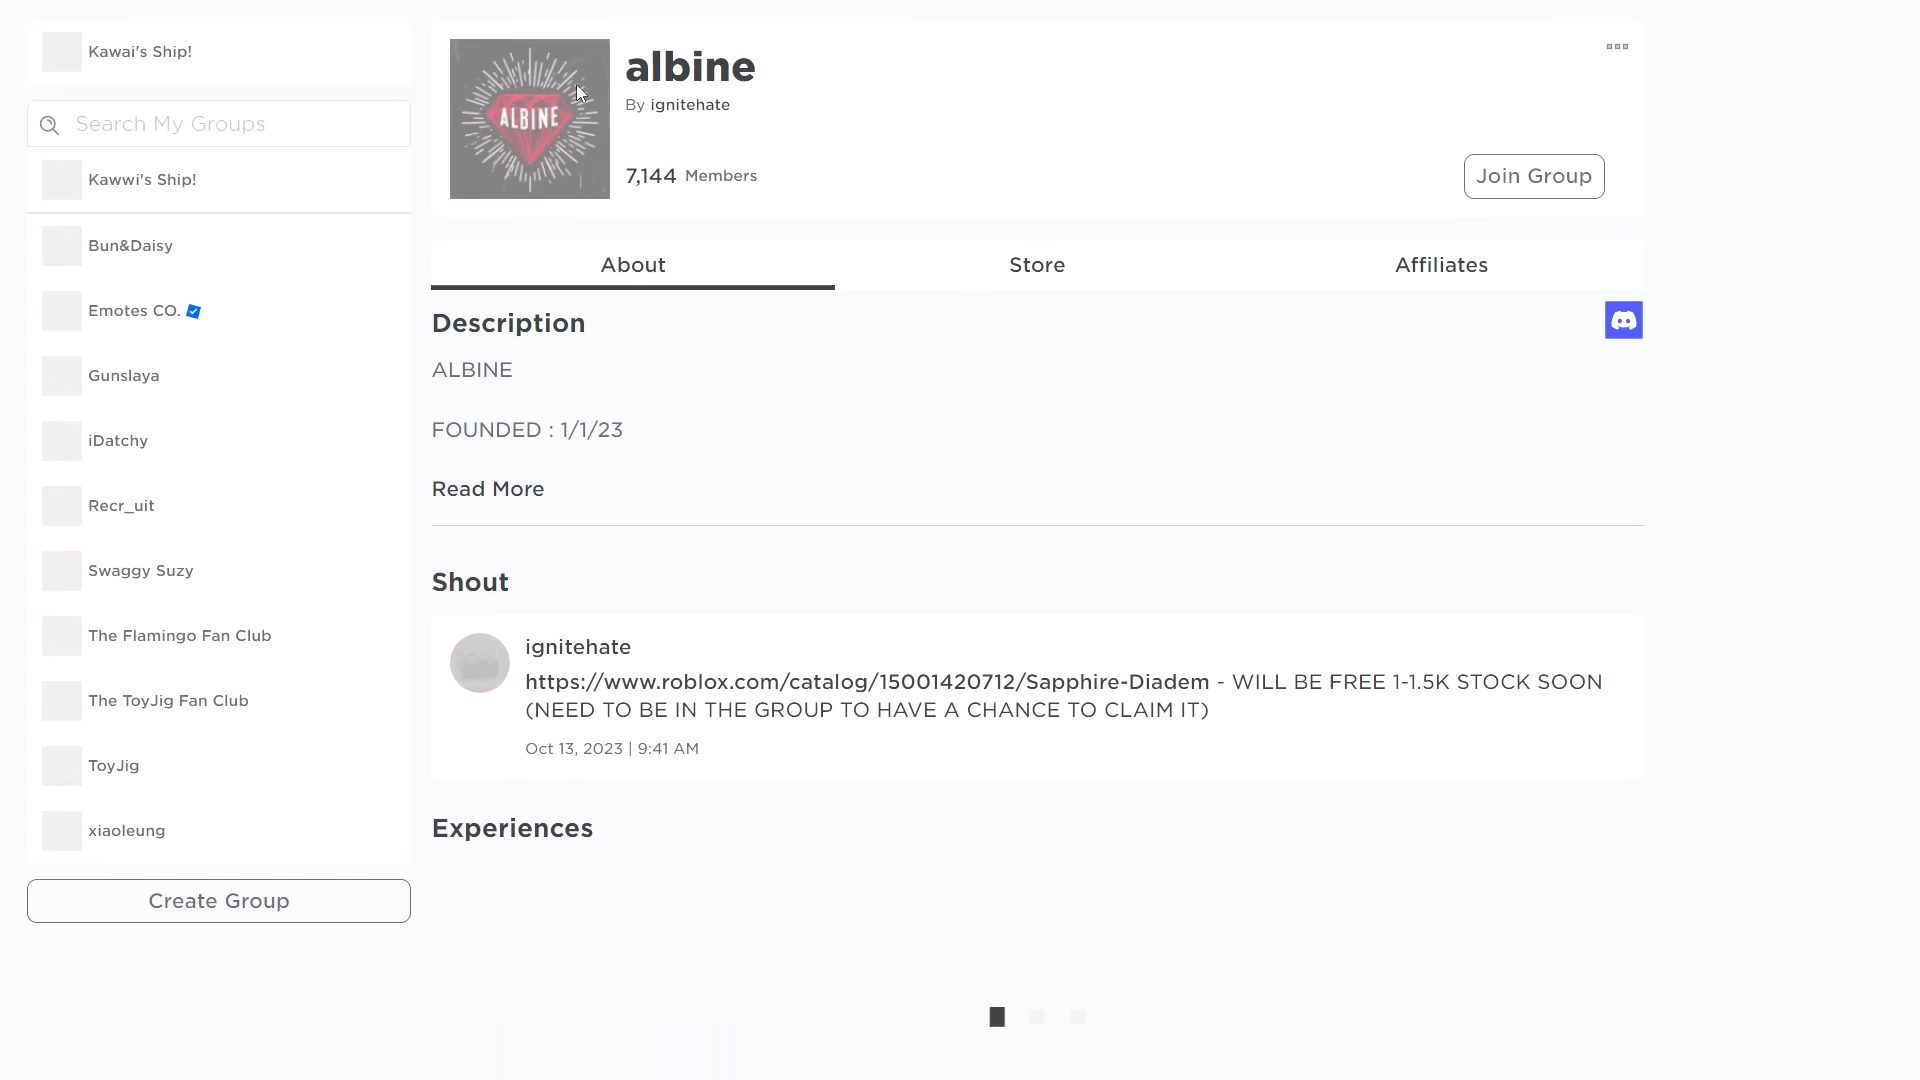 Kawai's Ship!
Search My Groups
Kawwi's Ship!
Bun&Daisy
Emotes CO.
Gunslaya
iDatchy
Recr_uit
Swaggy Suzy
The Flamingo Fan Club
The ToyJig Fan Club
ToyJig
xiaoleung
Create Group
ALBINE
albine
By ignitehate
7,144 Members
Join Group
About
Store
Affiliates
Description
ALBINE
FOUNDED : 1/1/23
Read More
Shout
ignitehate
https://www.roblox.com/catalog/15001420712/Sapphire-Diadem - WILL BE FREE 1-1.5K STOCK SOON
(NEED TO BE IN THE GROUP TO HAVE A CHANCE TO CLAIM IT)
Oct 13, 2023 | 9:41 AM
Experiences